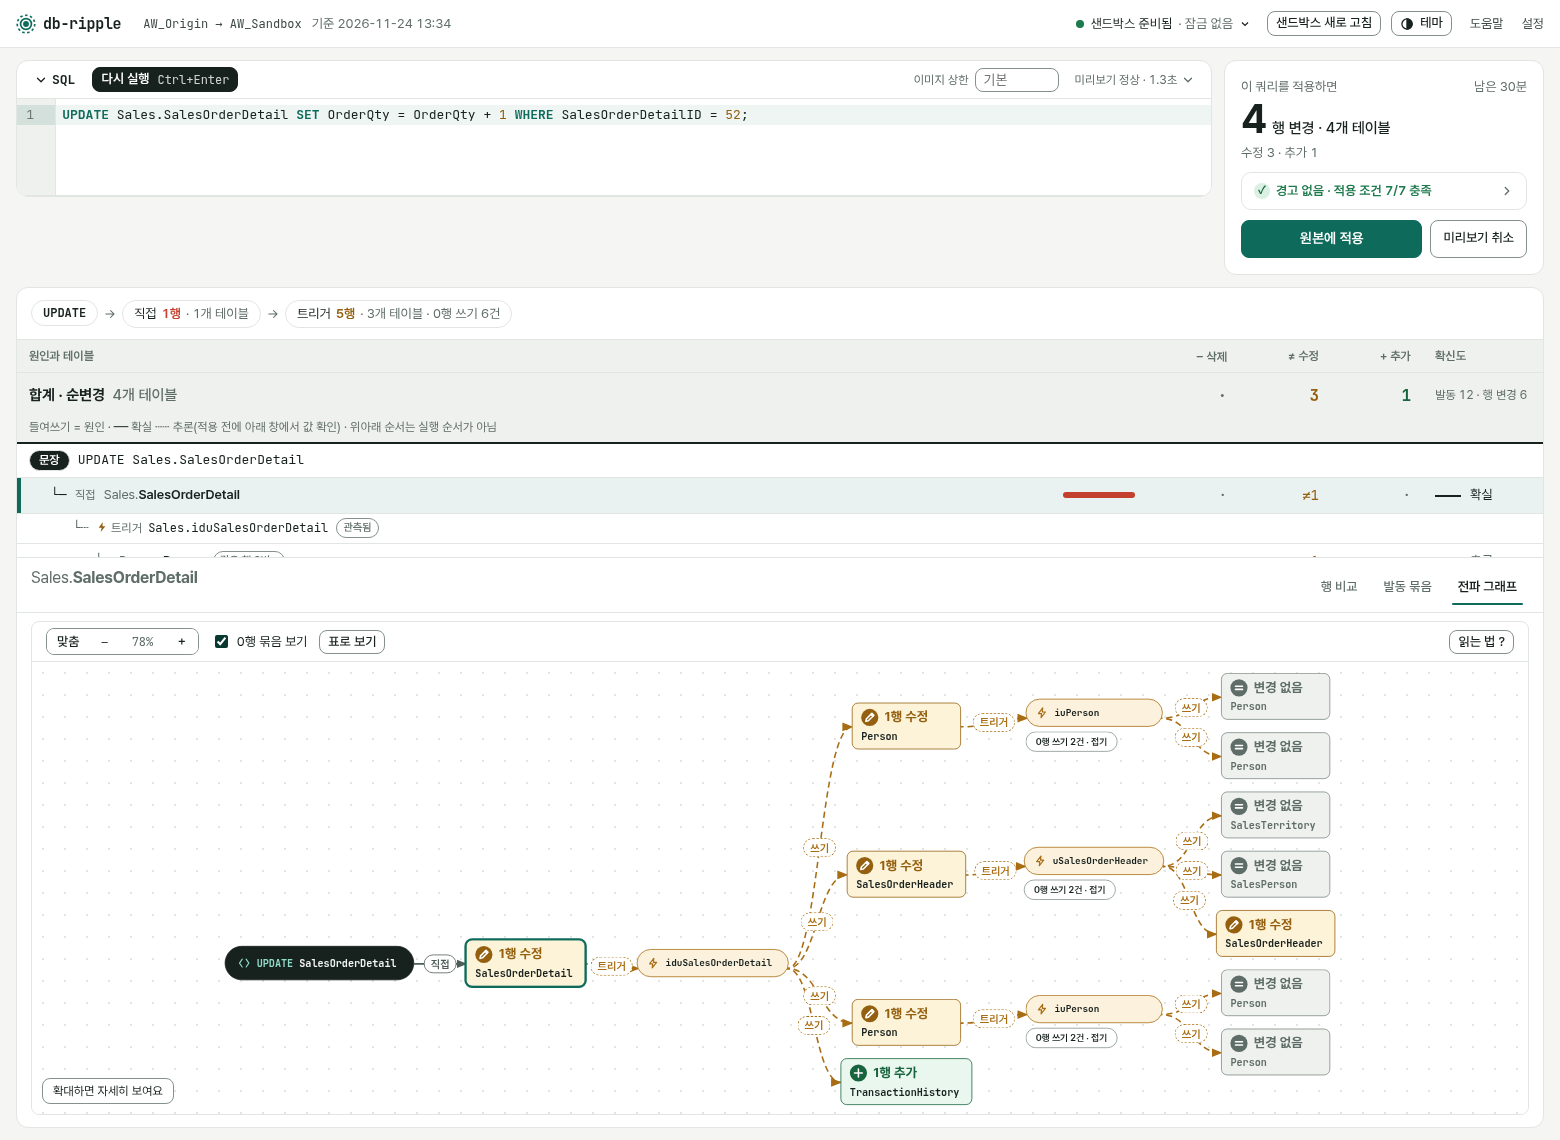 db-ripple AW_Origin → AW_Sandbox 기준 2026-11-24 13:34 샌드박스 준비됨 · 잠금 없음 샌드박스 새로 고침 테마 도움말 설정
SQL 다시 실행 Ctrl+Enter 이미지 상한 기본 미리보기 정상 · 1.3초
1 UPDATE Sales.SalesOrderDetail SET OrderQty = OrderQty + 1 WHERE SalesOrderDetailID = 52;
이 쿼리를 적용하면 남은 30분
4 행 변경 · 4개 테이블
수정 3 · 추가 1
✓ 경고 없음 · 적용 조건 7/7 충족
원본에 적용 미리보기 취소
UPDATE → 직접 1행 · 1개 테이블 → 트리거 5행 · 3개 테이블 · 0행 쓰기 6건
원인과 테이블 − 삭제 ≠ 수정 + 추가 확신도
합계 · 순변경 4개 테이블 · 3 1 발동 12 · 행 변경 6
들여쓰기 = 원인 · 확실 추론(적용 전에 아래 창에서 값 확인) · 위아래 순서는 실행 순서가 아님
문장 UPDATE Sales.SalesOrderDetail
직접 Sales.SalesOrderDetail · ≠1 · 확실
트리거 Sales.iduSalesOrderDetail 관측됨
Sales.SalesOrderDetail 행 비교 발동 묶음 전파 그래프
맞춤 − 78% + 0행 묶음 보기 표로 보기 읽는 법 ?
변경 없음
Person
1행 수정
Person
트리거
iuPerson
0행 쓰기 2건 · 접기
쓰기
쓰기
변경 없음
Person
변경 없음
SalesTerritory
쓰기
1행 수정
SalesOrderHeader
트리거
uSalesOrderHeader
0행 쓰기 2건 · 접기
쓰기
쓰기
쓰기
변경 없음
SalesPerson
쓰기
1행 수정
SalesOrderHeader
UPDATE SalesOrderDetail
직접
1행 수정
SalesOrderDetail
트리거
iduSalesOrderDetail
변경 없음
Person
쓰기
1행 수정
Person
트리거
iuPerson
0행 쓰기 2건 · 접기
쓰기
쓰기
쓰기
변경 없음
Person
1행 추가
TransactionHistory
확대하면 자세히 보여요